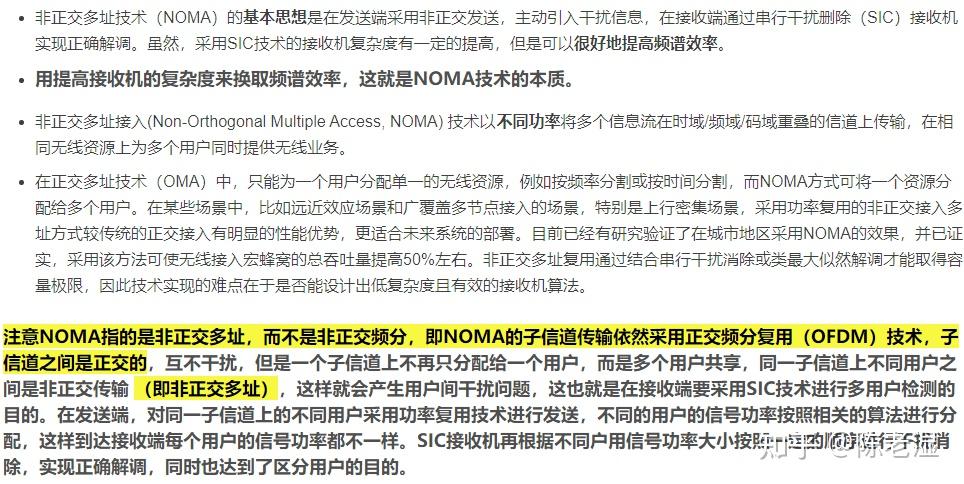 • 非正交多址技术（NOMA）的基本思想是在发送端采用非正交发送，主动引入干扰信息，在接收端通过串行干扰删除（SIC）接收机
实现正确解调。虽然，采用SIC技术的接收机复杂度有一定的提高，但是可以很好地提高频谱效率。
• 用提高接收机的复杂度来换取频谱效率，这就是NOMA技术的本质。
• 非正交多址接入(Non-Orthogonal Multiple Access, NOMA) 技术以不同功率将多个信息流在时域/频域/码域重叠的信道上传输，在相
同无线资源上为多个用户同时提供无线业务。
• 在正交多址技术（OMA）中，只能为一个用户分配单一的无线资源，例如按频率分割或按时间分割，而NOMA方式可将一个资源分
配给多个用户。在某些场景中，比如远近效应场景和广覆盖多节点接入的场景，特别是上行密集场景，采用功率复用的非正交接入多
址方式较传统的正交接入有明显的性能优势，更适合未来系统的部署。目前已经有研究验证了在城市地区采用NOMA的效果，并已证
实，采用该方法可使无线接入宏蜂窝的总吞吐量提高50%左右。非正交多址复用通过结合串行干扰消除或类最大似然解调才能取得容
量极限，因此技术实现的难点在于是否能设计出低复杂度且有效的接收机算法。
注意NOMA指的是非正交多址，而不是非正交频分，即NOMA的子信道传输依然采用正交频分复用（OFDM）技术，子
信道之间是正交的，互不干扰，但是一个子信道上不再只分配给一个用户，而是多个用户共享，同一子信道上不同用户之
间是非正交传输 （即非正交多址），这样就会产生用户间干扰问题，这也就是在接收端要采用SIC技术进行多用户检测的
目的。在发送端，对同一子信道上的不同用户采用功率复用技术进行发送，不同的用户的信号功率按照相关的算法进行分
配，这样到达接收端每个用户的信号功率都不一样。SIC接收机再根据不同户用信号功率大小按照一定的顺序进行干扰消
除，实现正确解调，同时也达到了区分用户的目的。
知乎 @陈老湿